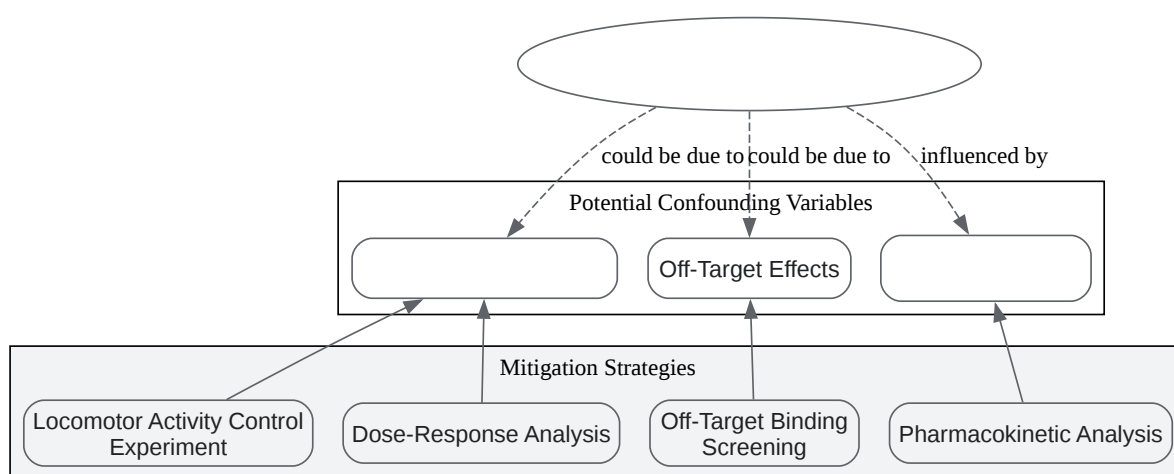 could be due to
could be due to
influenced by
Potential Confounding Variables
Off-Target Effects
Mitigation Strategies
Locomotor Activity Control
Experiment
Dose-Response Analysis
Off-Target Binding
Screening
Pharmacokinetic Analysis